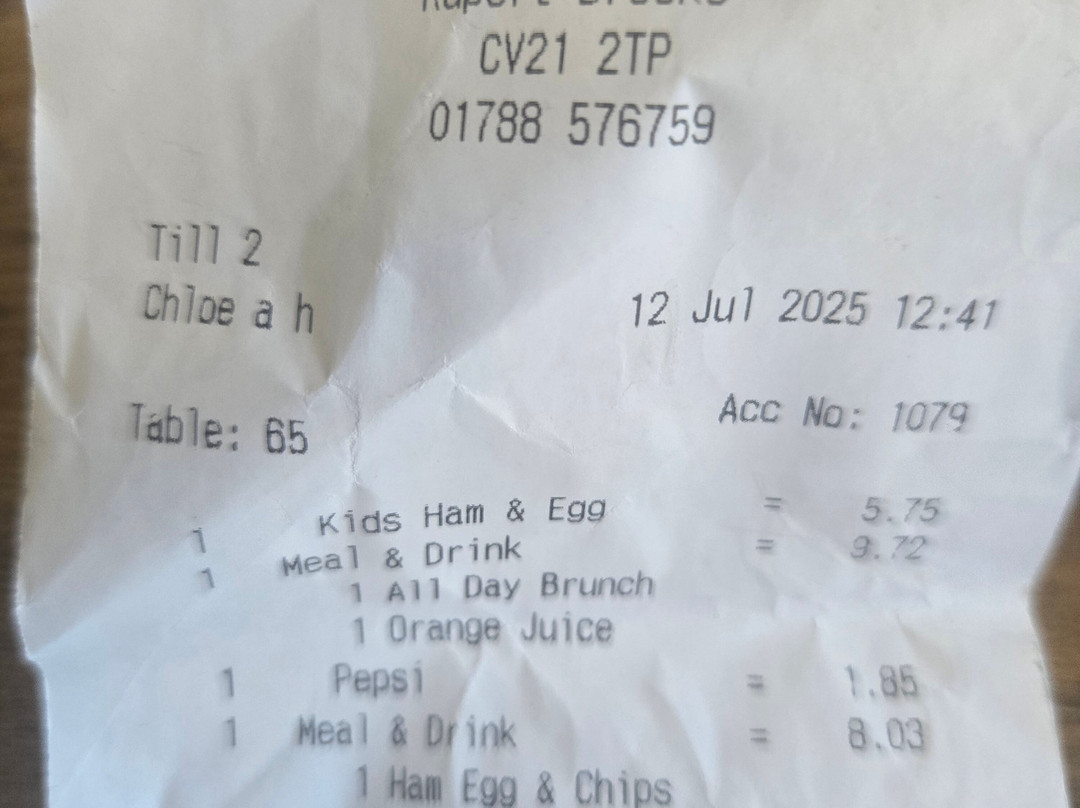 CV21 2TP
01788 576759
Till 2
Chloe a h 12 Jul 2025 12:41
Table: 65 Acc No: 1079
1 Kids Ham & Egg = 5.75
1 Meal & Drink = 9.72
1 All Day Brunch
1 Orange Juice
1 Pepsi = 1.85
1 Meal & Drink = 8.03
1 Ham Egg & Chips